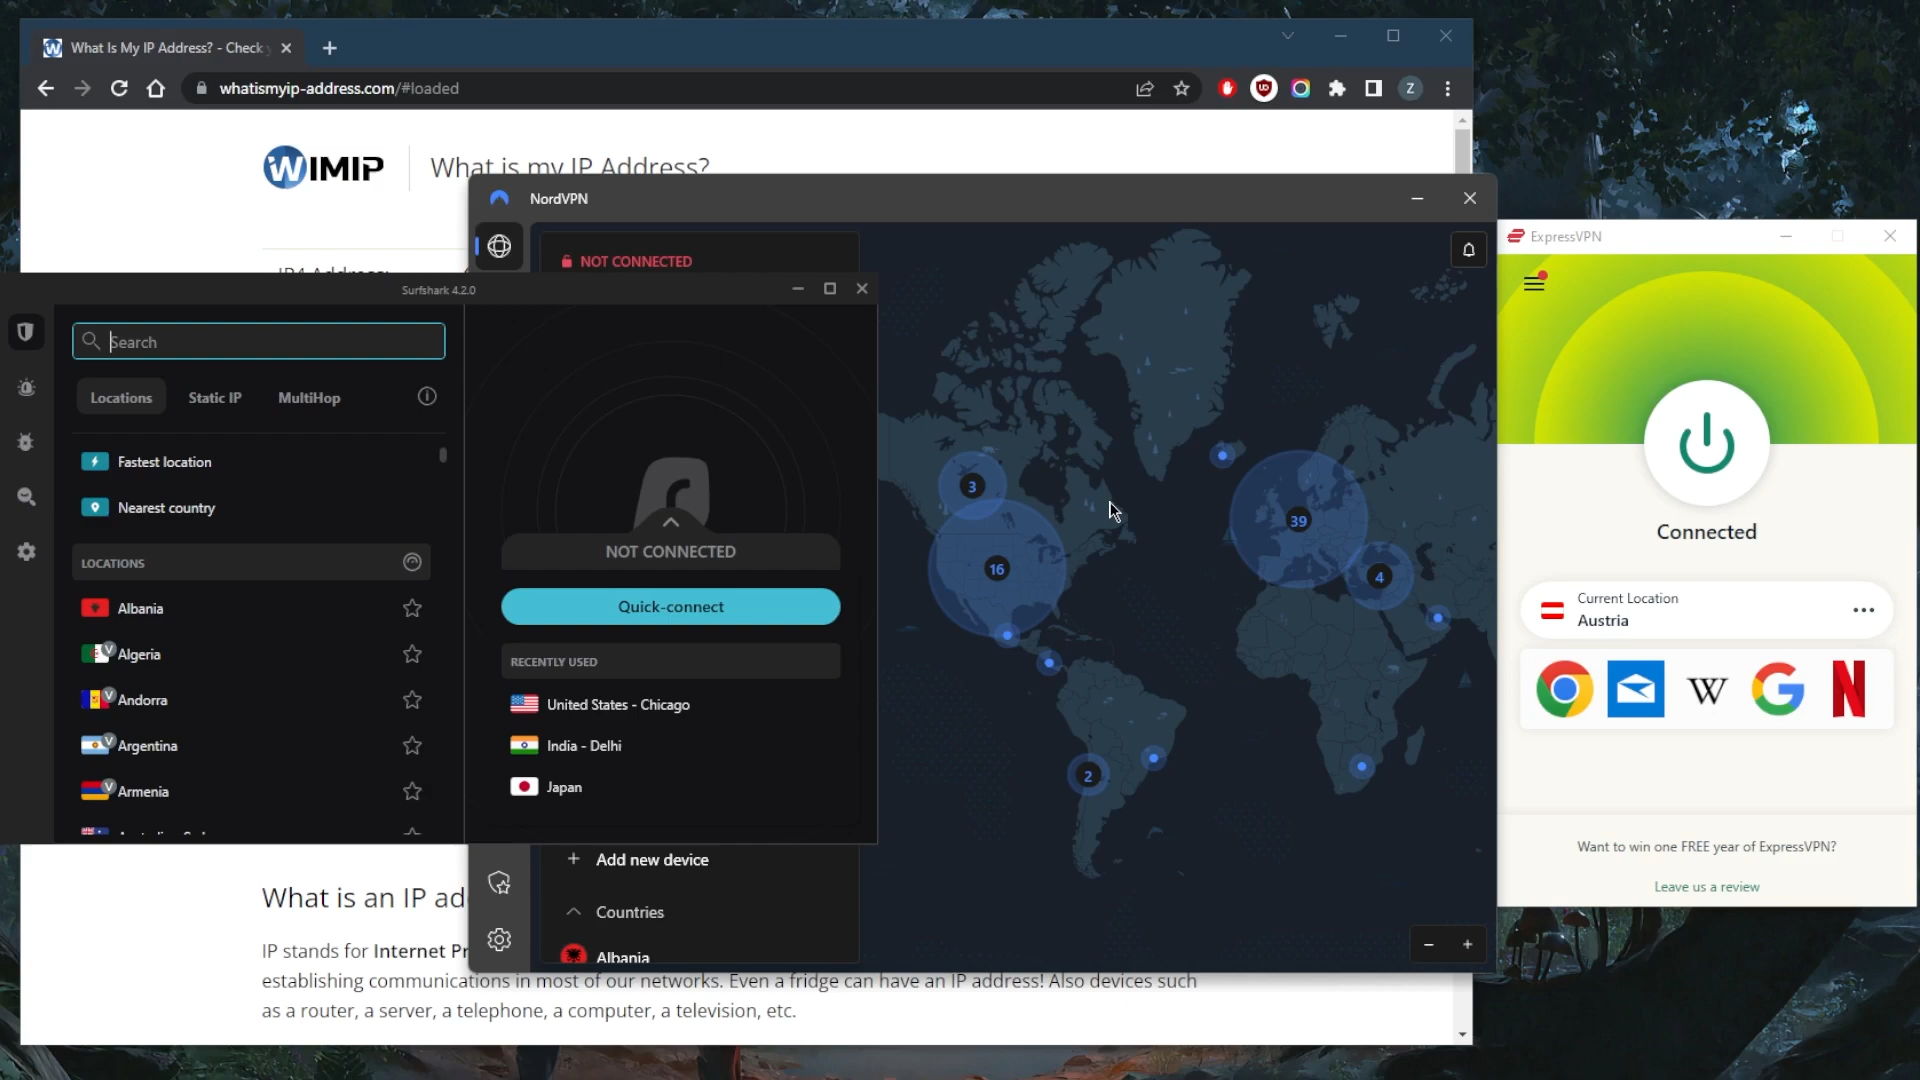 What Is My IP Address? - Check
whatismyip-address.com/#loaded
Z
WIMIP
What is my IP Address?
NordVPN
NOT CONNECTED
3
16
39
4
2
Surfshark 4.2.0
Search
Locations
Static IP
MultiHop
Fastest location
Nearest country
LOCATIONS
Albania
V
Algeria
V
Andorra
V
Argentina
V
Armenia
NOT CONNECTED
Quick-connect
RECENTLY USED
United States - Chicago
India - Delhi
Japan
Add new device
Countries
Albania
ExpressVPN
Connected
Current Location
Austria
W
G
N
Want to win one FREE year of ExpressVPN?
Leave us a review
What is an IP ad
IP stands for Internet Pr
establishing communications in most of our networks. Even a fridge can have an IP address! Also devices such
as a router, a server, a telephone, a computer, a television, etc.